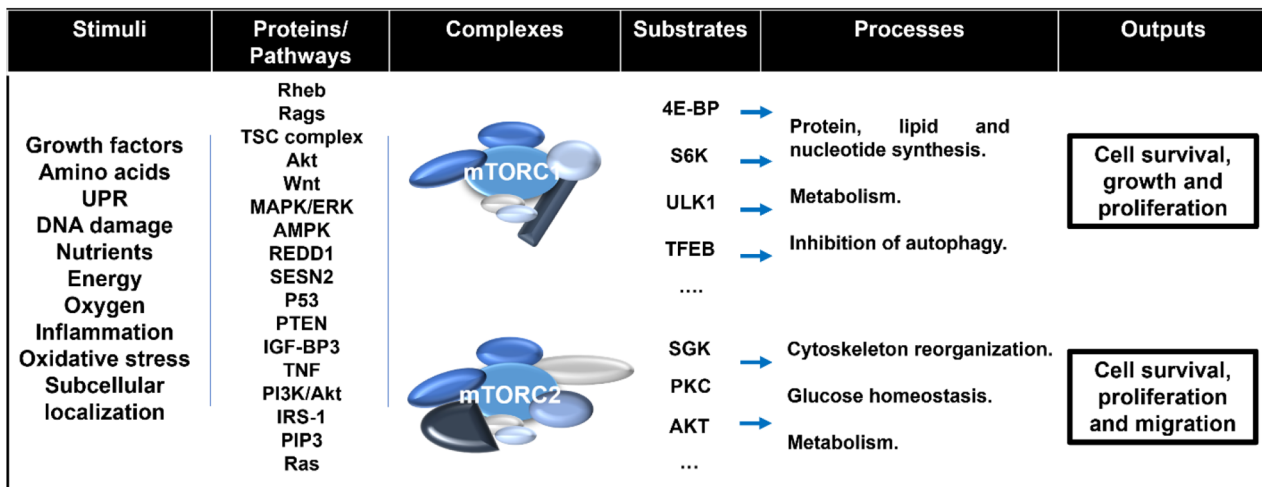 Stimuli
Proteins/
Pathways
Complexes
Substrates
Processes
Outputs
Growth factors
Amino acids
UPR
DNA damage
Nutrients
Energy
Oxygen
Inflammation
Oxidative stress
Subcellular
localization
Rheb
Rags
TSC complex
Akt
Wnt
MAPK/ERK
AMPK
REDD1
SESN2
P53
PTEN
IGF-BP3
TNF
PI3K/Akt
IRS-1
PIP3
Ras
mTORC1
4E-BP
S6K
ULK1
TFEB
....
Protein, lipid and
nucleotide synthesis.
Metabolism.
Inhibition of autophagy.
Cell survival,
growth and
proliferation
mTORC2
SGK
PKC
AKT
...
Cytoskeleton reorganization.
Glucose homeostasis.
Metabolism.
Cell survival,
proliferation
and migration